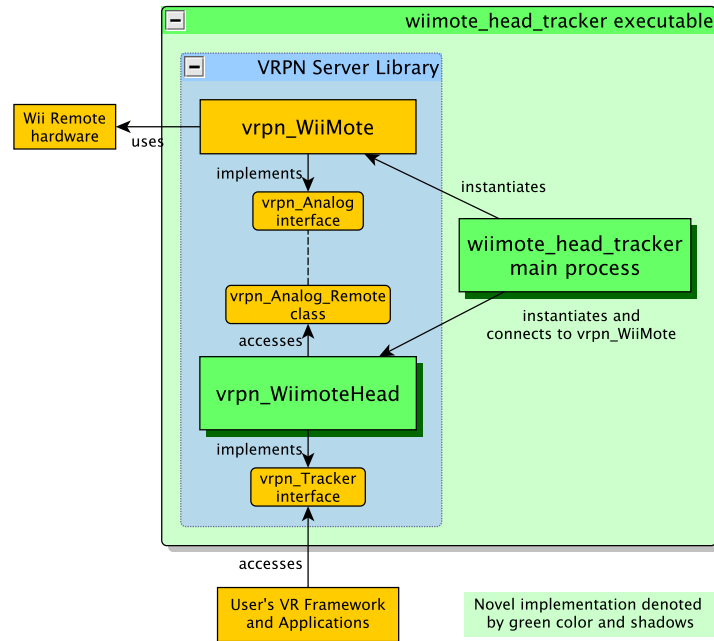 wiimote_head_tracker executable
VRPN Server Library
Wii Remote
hardware
uses
vrpn_WiiMote
implements
instantiates
vrpn_Analog
interface
wiimote_head_tracker
main process
vrpn_Analog_Remote
class
instantiates and
connects to vrpn_WiiMote
accesses
vrpn_WiimoteHead
implements
vrpn_Tracker
interface
accesses
User's VR Framework
and Applications
Novel implementation denoted
by green color and shadows